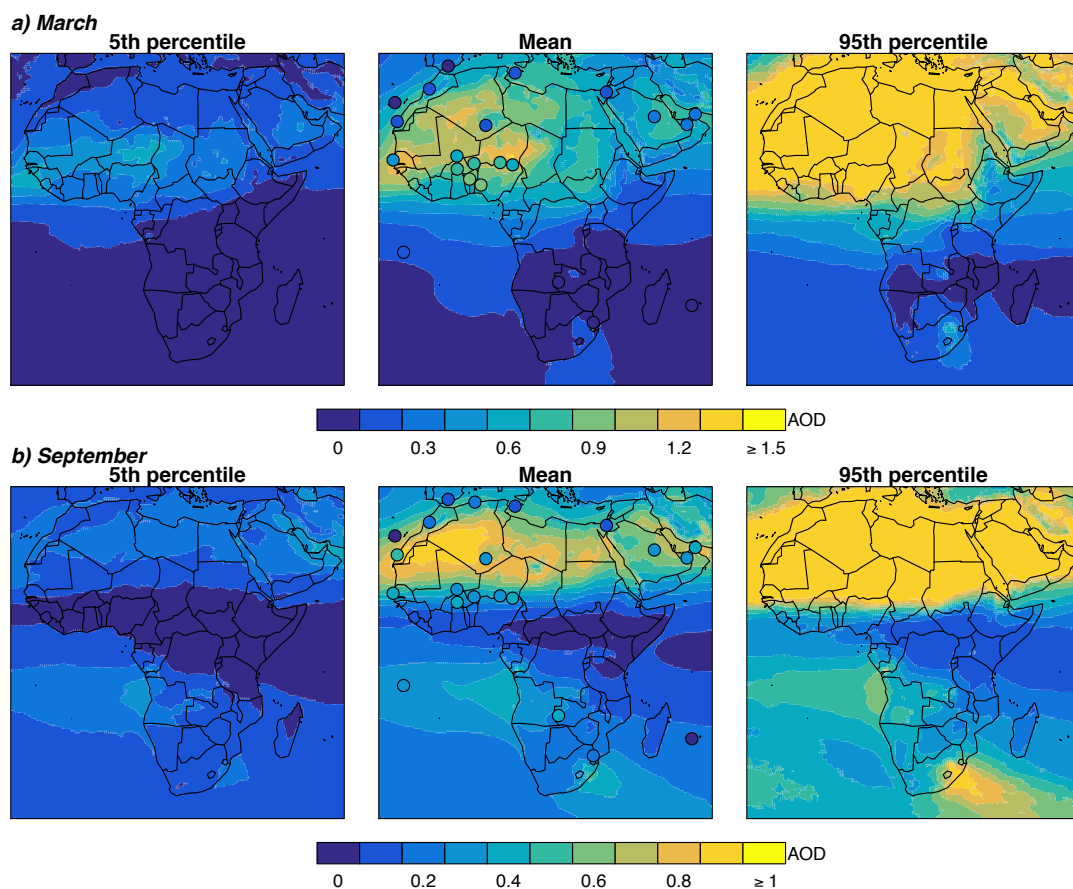 a) March
5th percentile Mean 95th percentile
0 0.3 0.6 0.9 1.2 ≥ 1.5 AOD
b) September
5th percentile Mean 95th percentile
0 0.2 0.4 0.6 0.8 ≥ 1 AOD